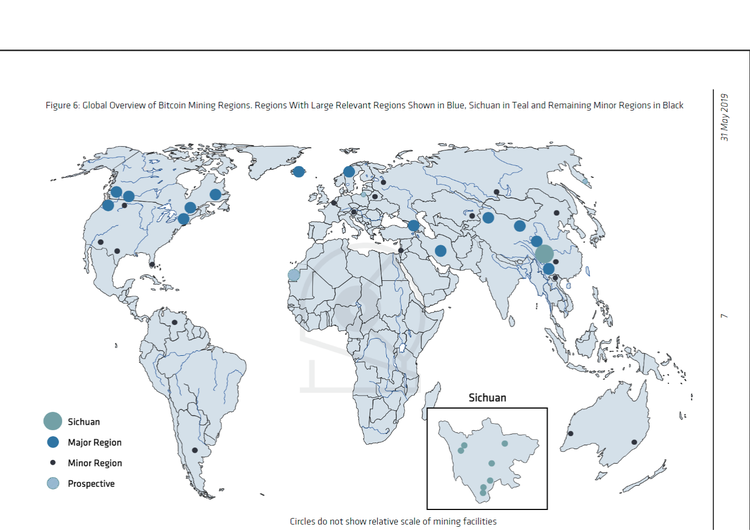 Figure 6: Global Overview of Bitcoin Mining Regions. Regions With Large Relevant Regions Shown in Blue, Sichuan in Teal and Remaining Minor Regions in Black
31 May 2019
7
Sichuan
Sichuan
Major Region
Minor Region
Prospective
Circles do not show relative scale of mining facilities